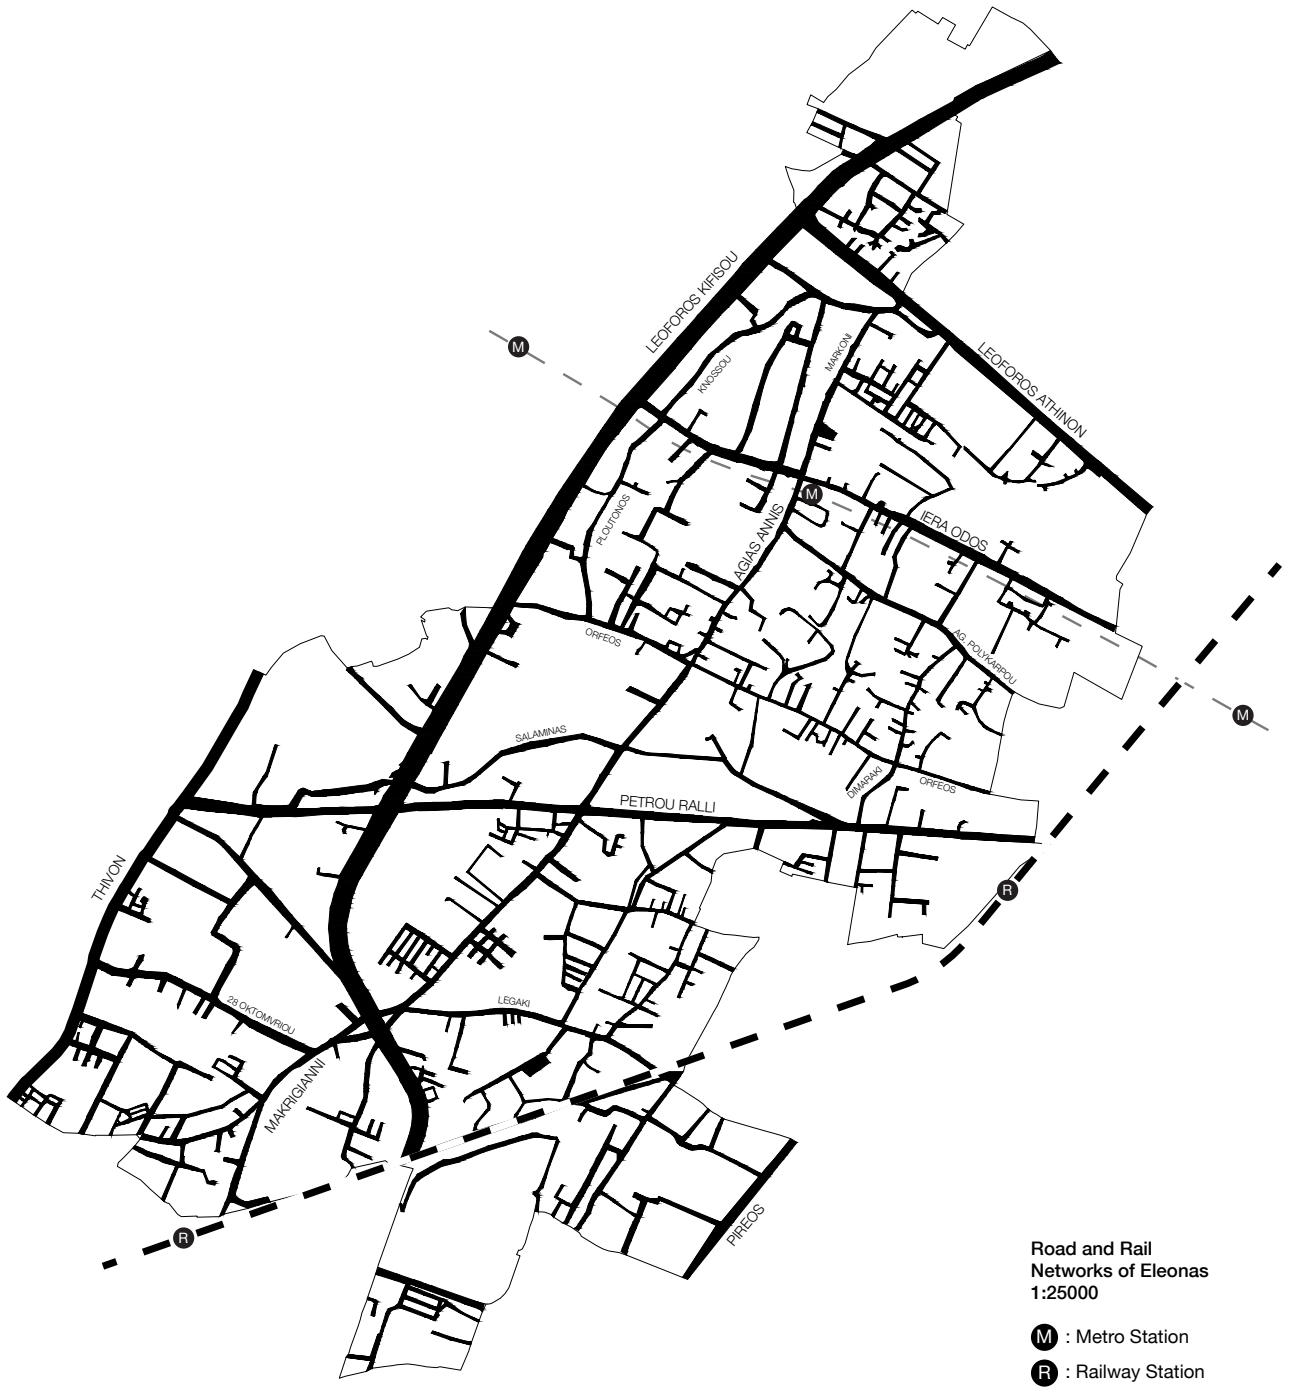 LEOFOROS KIFISOU
M
LEOFOROS ATHINON
MARKONI
KNOSSOU
M
PLOUTONOS
AGIAS ANNIS
IERA ODOS
ORFEOS
AG. POLYKARPOU
M
SALAMINAS
DIMARAKI
ORFEOS
PETROU RALLI
THIVON
R
28 OKTOMVRIOU
LEGAKI
MAKRIGIANNI
R
PIREOS
Road and Rail
Networks of Eleonas
1:25000
M : Metro Station
R : Railway Station